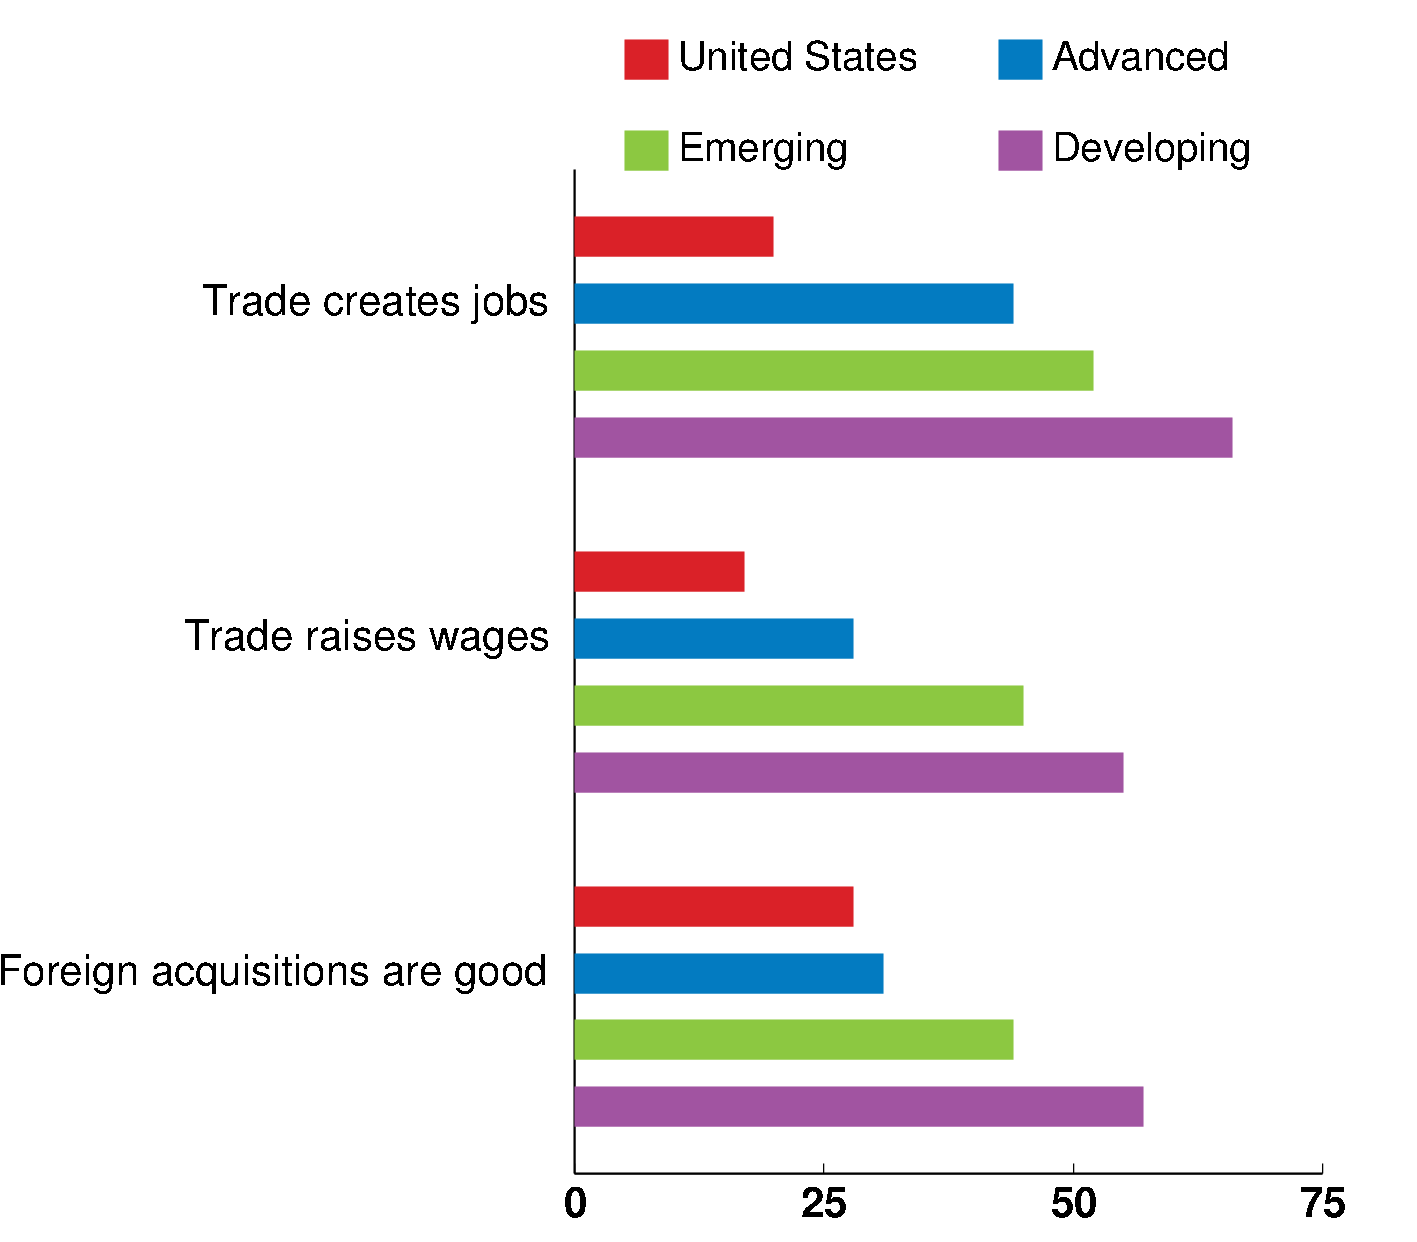 United States Advanced
Emerging Developing
Trade creates jobs
Trade raises wages
Foreign acquisitions are good
0 25 50 75